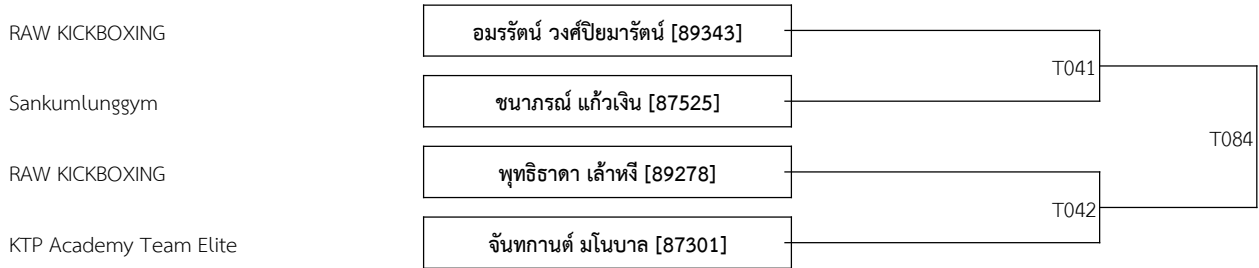 RAW KICKBOXING อมรรัตน์ วงศ์ปิยมารัตน์ [89343]
T041
Sankumlunggym ชนาภรณ์ แก้วเงิน [87525]
T084
RAW KICKBOXING พุทธิธาดา เล้าหงี [89278]
T042
KTP Academy Team Elite จันทกานต์ มโนบาล [87301]